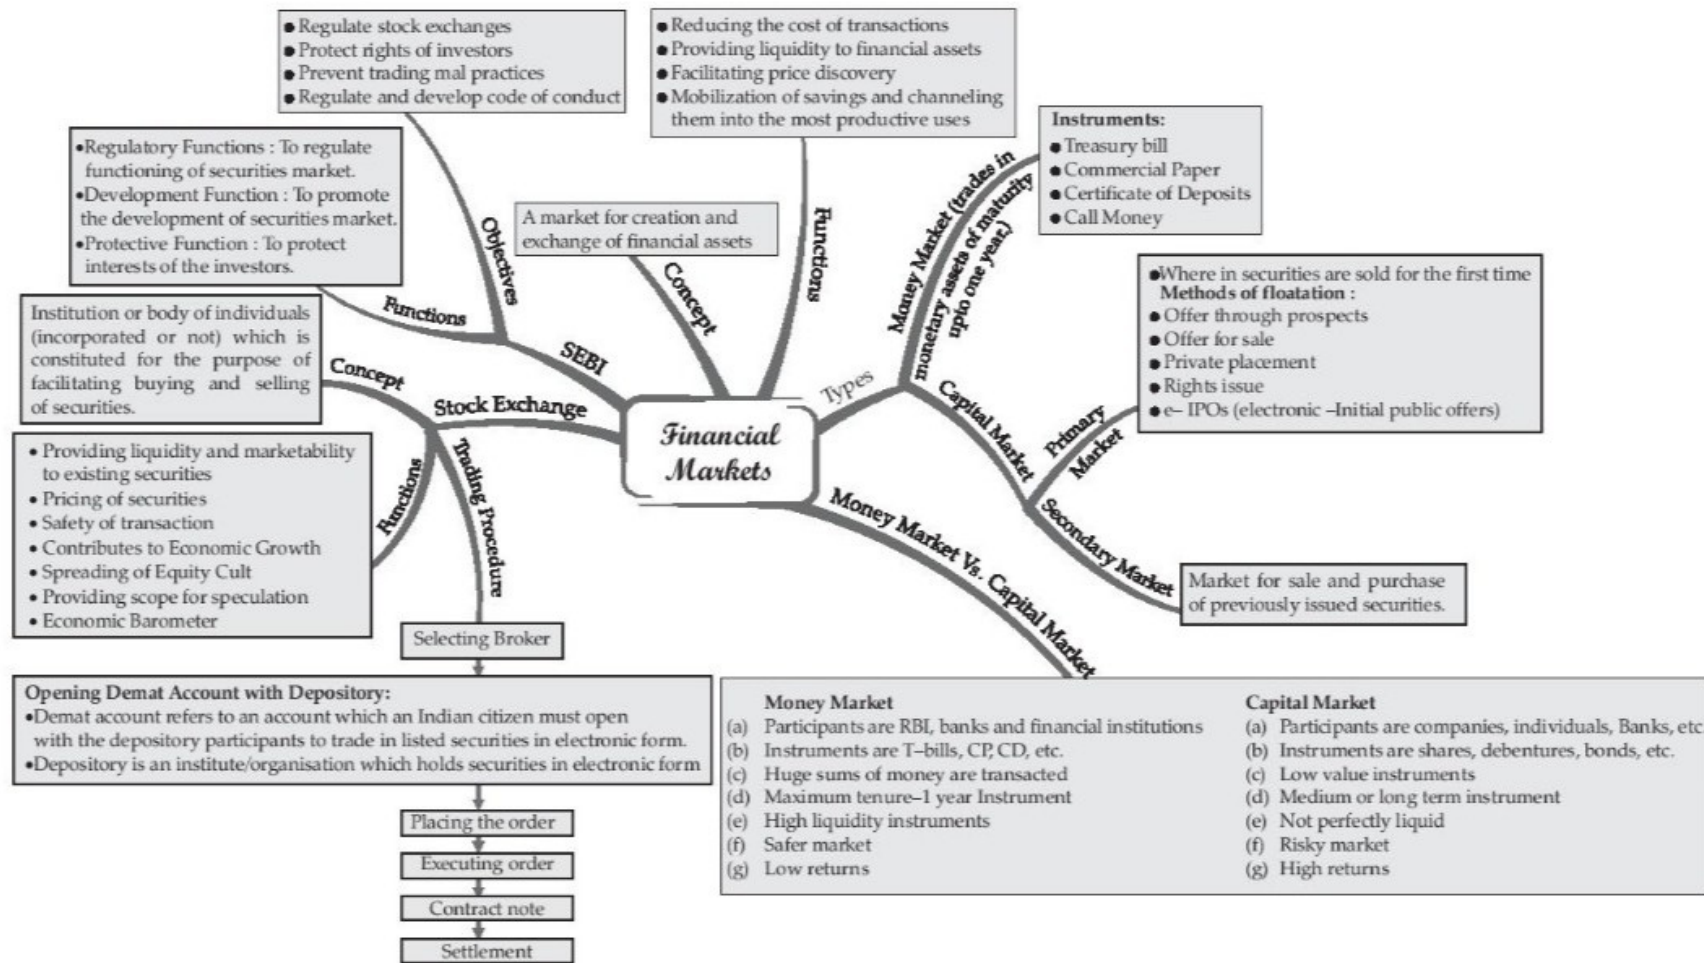 ● Regulate stock exchanges
● Protect rights of investors
● Prevent trading mal practices
● Regulate and develop code of conduct
● Reducing the cost of transactions
● Providing liquidity to financial assets
● Facilitating price discovery
● Mobilization of savings and channeling
them into the most productive uses
Instruments:
● Treasury bill
● Commercial Paper
● Certificate of Deposits
● Call Money
•Regulatory Functions : To regulate
functioning of securities market.
•Development Function : To promote
the development of securities market.
•Protective Function : To protect
interests of the investors.
A market for creation and
exchange of financial assets
Objectives
Functions
SEBI
Concept
Functions
Types
Money Market (trades in
monetary assets of maturity
upto one year.)
●Where in securities are sold for the first time
Methods of floatation :
● Offer through prospects
● Offer for sale
● Private placement
● Rights issue
● e– IPOs (electronic –Initial public offers)
Institution or body of individuals
(incorporated or not) which is
constituted for the purpose of
facilitating buying and selling
of securities.
Concept
Stock Exchange
Financial
Markets
Capital Market
Primary
Market
Secondary Market
Market for sale and purchase
of previously issued securities.
• Providing liquidity and marketability
to existing securities
• Pricing of securities
• Safety of transaction
• Contributes to Economic Growth
• Spreading of Equity Cult
• Providing scope for speculation
• Economic Barometer
Functions
Trading Procedure
Money Market Vs. Capital Market
Selecting Broker
Opening Demat Account with Depository:
•Demat account refers to an account which an Indian citizen must open
with the depository participants to trade in listed securities in electronic form.
•Depository is an institute/organisation which holds securities in electronic form
Placing the order
Executing order
Contract note
Settlement
Money Market
(a) Participants are RBI, banks and financial institutions
(b) Instruments are T–bills, CP, CD, etc.
(c) Huge sums of money are transacted
(d) Maximum tenure–1 year Instrument
(e) High liquidity instruments
(f) Safer market
(g) Low returns
Capital Market
(a) Participants are companies, individuals, Banks, etc.
(b) Instruments are shares, debentures, bonds, etc.
(c) Low value instruments
(d) Medium or long term instrument
(e) Not perfectly liquid
(f) Risky market
(g) High returns